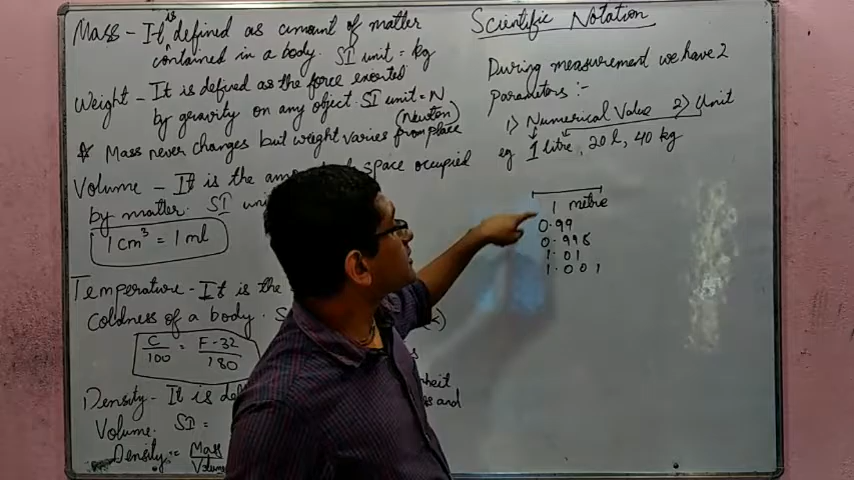 Mass - It is defined as amount of matter
contained in a body. SI unit = kg
Weight - It is defined as the force exerted
by gravity on any object. SI unit = N
(Newton)
☆ Mass never changes but weight varies from place
Volume - It is the am of space occupied
by matter. SI uni
1 cm³ = 1 ml
Temperature - It is the
coldness of a body. S K)
C/100 = F-32/180
Density - It is de
Volume. SI =
Density = Mass/Volume
Scientific Notation
During measurement we have 2
parameters :-
1) Numerical Value 2) Unit
eg 1 litre, 20 l, 40 kg
1 metre
0.99
0.998
1.01
1.001